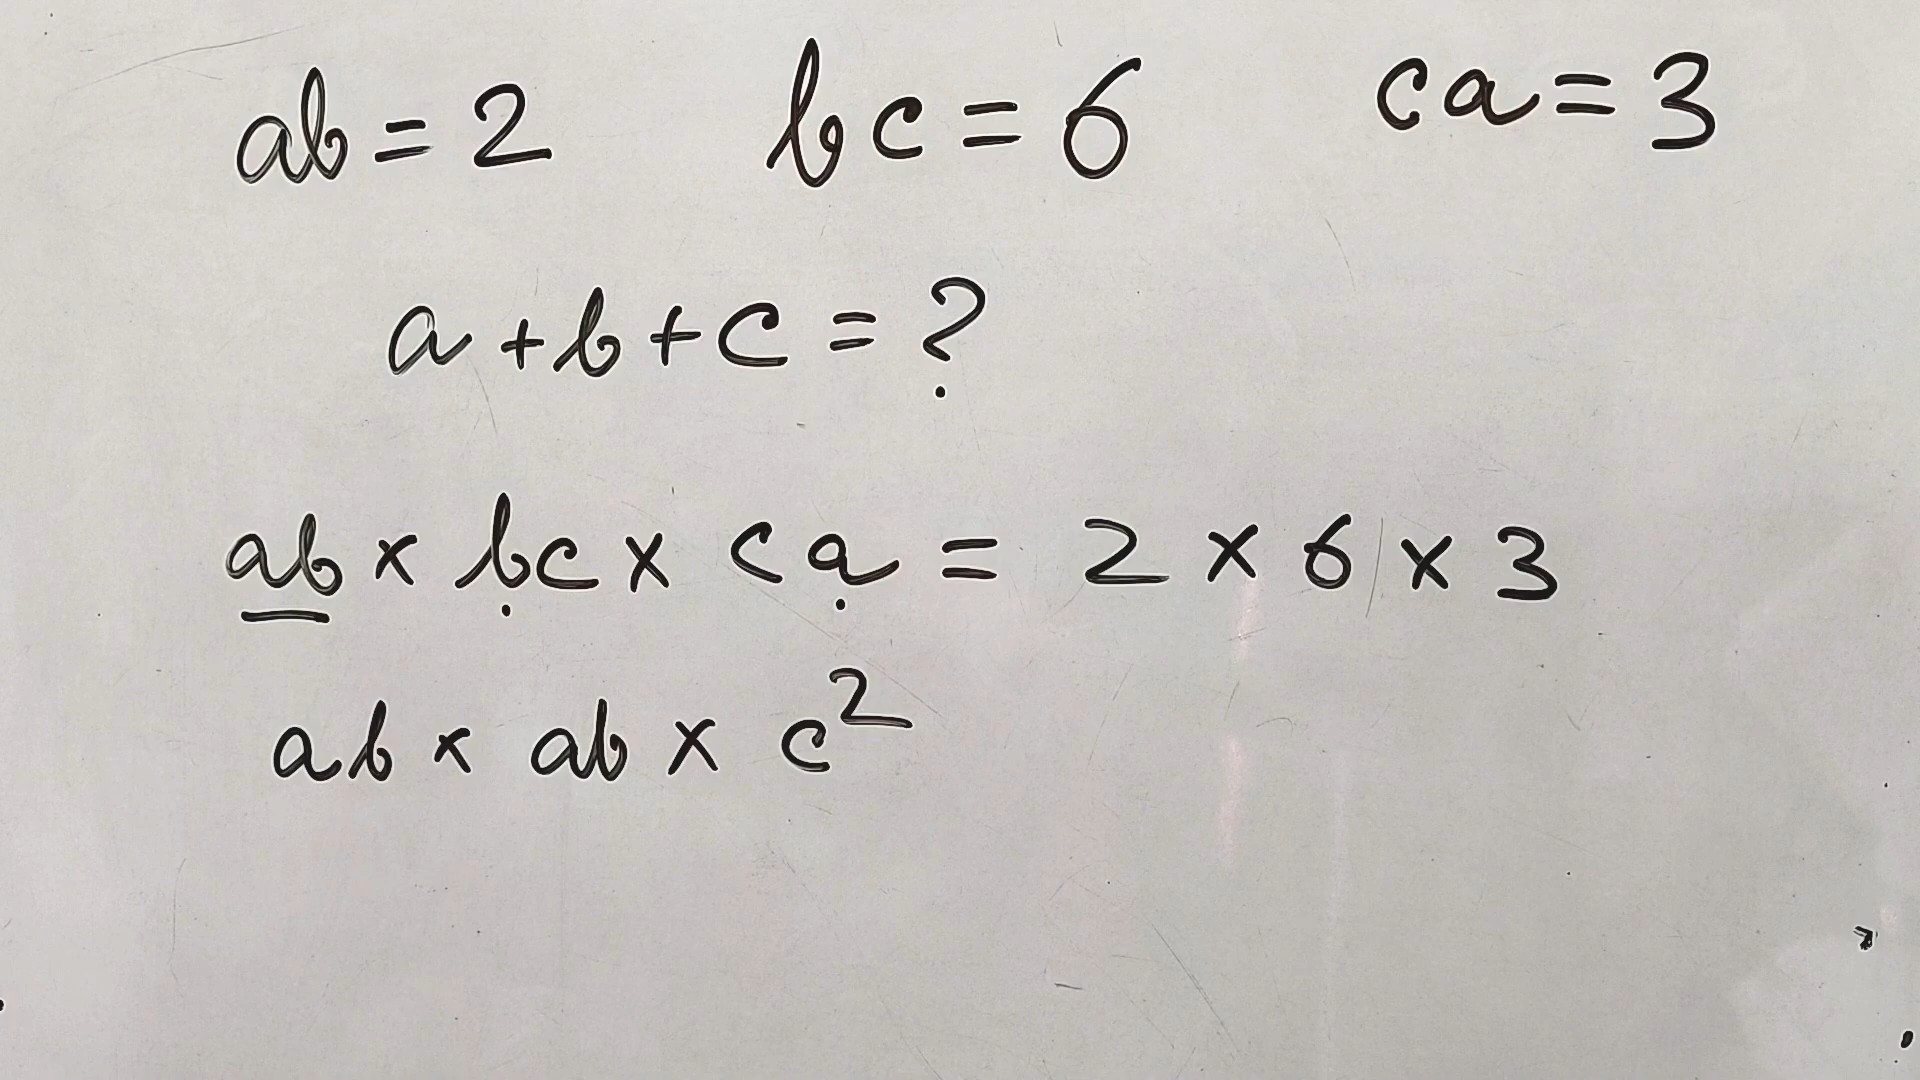 ab = 2 bc = 6 ca = 3
a + b + c = ?
ab × bc × ca = 2 × 6 × 3
ab × ab × c²